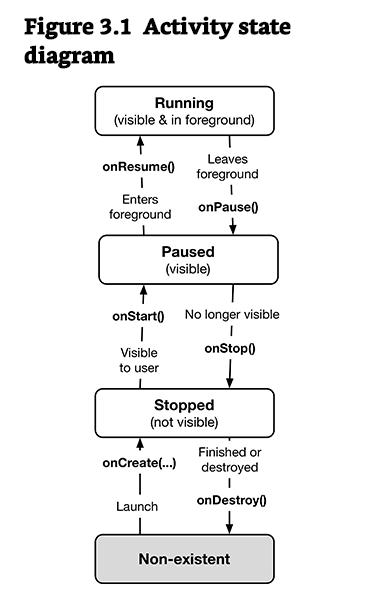 Figure 3.1 Activity state
diagram
Running
(visible & in foreground)
onResume()
Enters
foreground
Leaves
foreground
onPause()
Paused
(visible)
onStart()
Visible
to user
No longer visible
onStop()
Stopped
(not visible)
onCreate(...)
Launch
Finished or
destroyed
onDestroy()
Non-existent